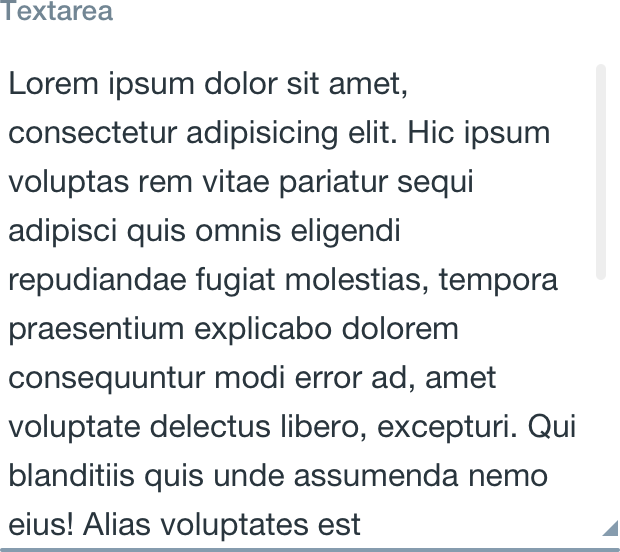 Textarea
Lorem ipsum dolor sit amet,
consectetur adipisicing elit. Hic ipsum
voluptas rem vitae pariatur sequi
adipisci quis omnis eligendi
repudiandae fugiat molestias, tempora
praesentium explicabo dolorem
consequuntur modi error ad, amet
voluptate delectus libero, excepturi. Qui
blanditiis quis unde assumenda nemo
eius! Alias voluptates est